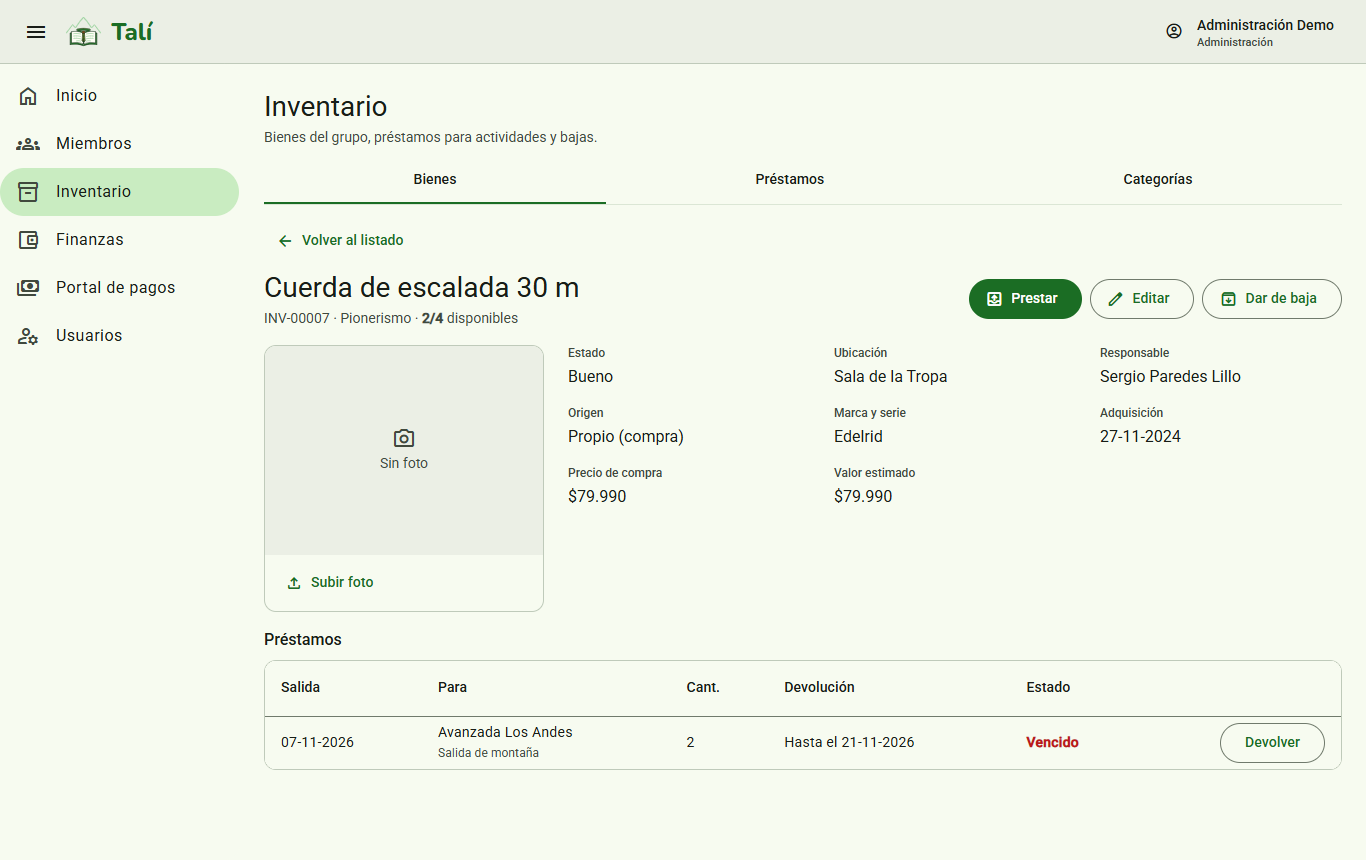 Talí
Administración Demo
Administración
Inicio
Miembros
Inventario
Finanzas
Portal de pagos
Usuarios
Inventario
Bienes del grupo, préstamos para actividades y bajas.
Bienes
Préstamos
Categorías
Volver al listado
Cuerda de escalada 30 m
INV-00007 · Pionerismo · 2/4 disponibles
Prestar
Editar
Dar de baja
Sin foto
Subir foto
Estado
Bueno
Ubicación
Sala de la Tropa
Responsable
Sergio Paredes Lillo
Origen
Propio (compra)
Marca y serie
Edelrid
Adquisición
27-11-2024
Precio de compra
$79.990
Valor estimado
$79.990
Préstamos
Salida Para Cant. Devolución Estado
07-11-2026 Avanzada Los Andes 2 Hasta el 21-11-2026 Vencido Devolver
Salida de montaña